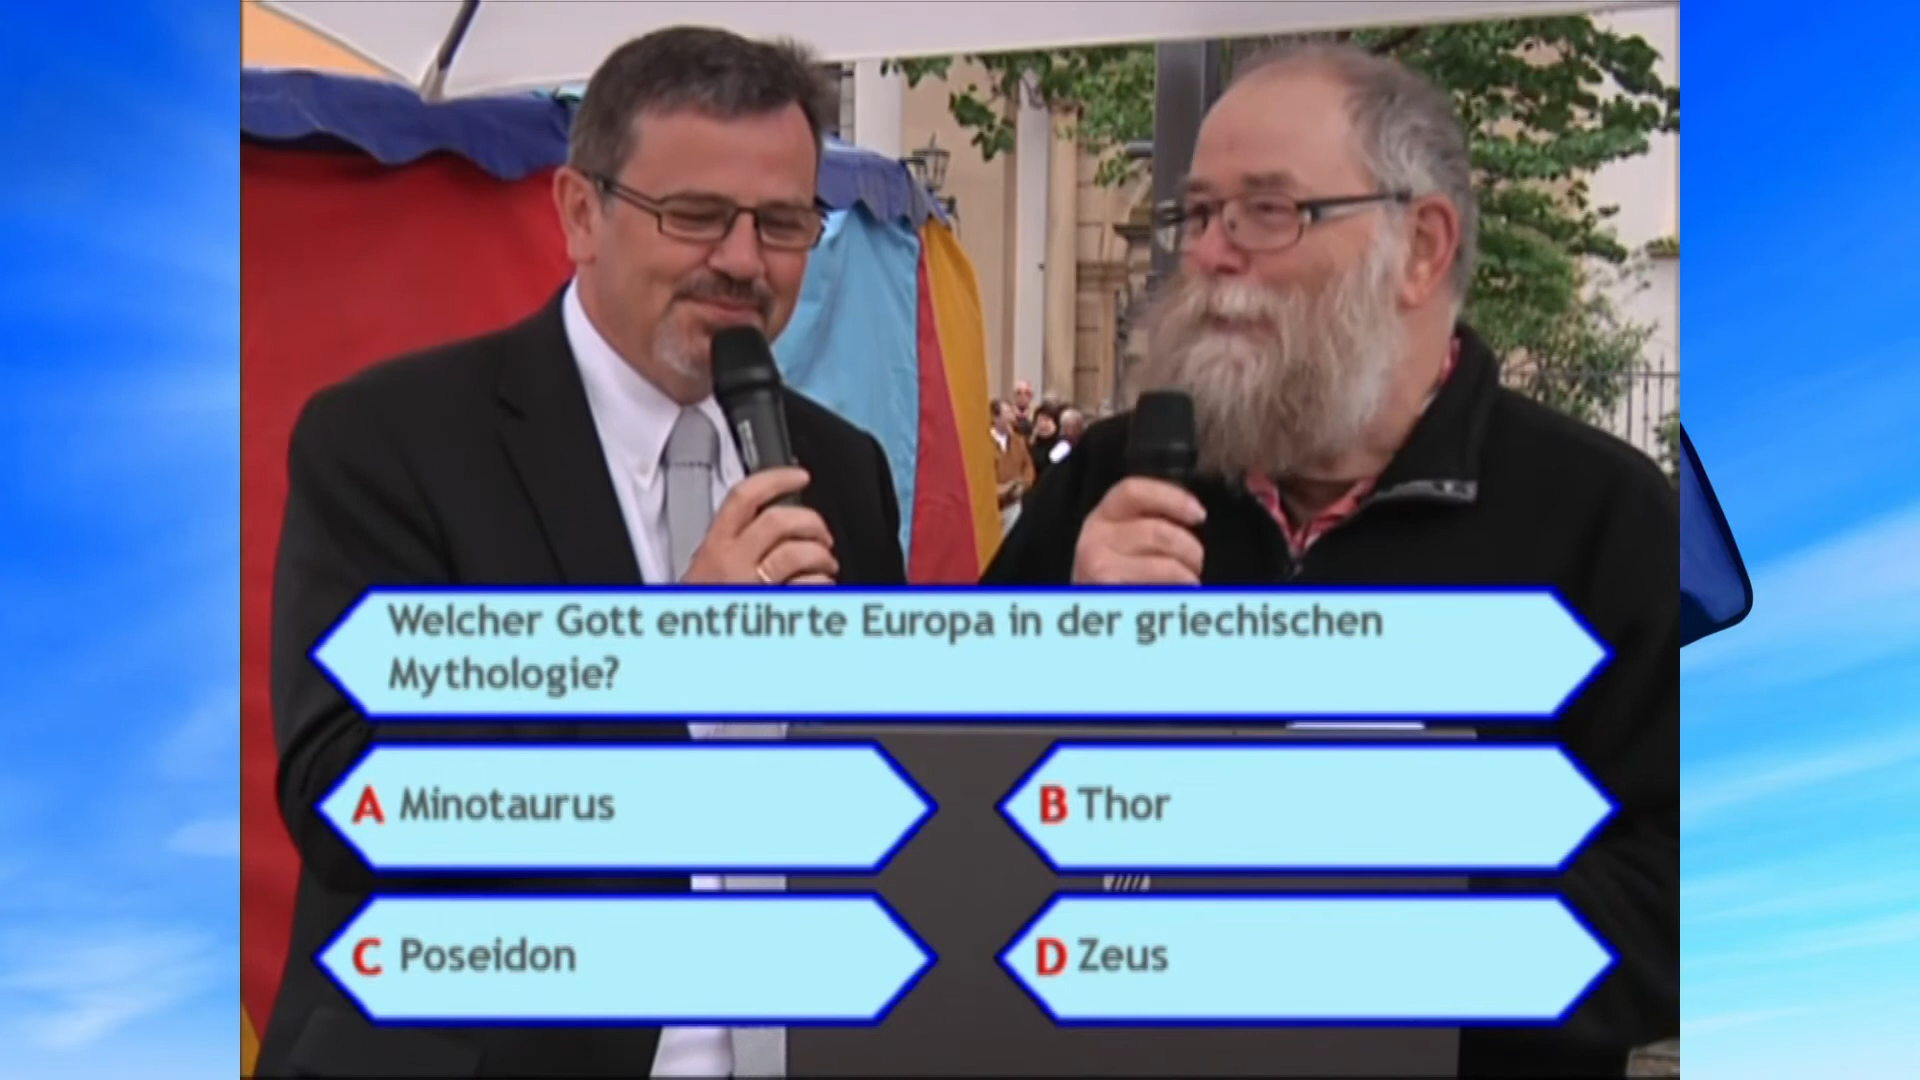 Welcher Gott entführte Europa in der griechischen
Mythologie?
A Minotaurus
B Thor
C Poseidon
D Zeus